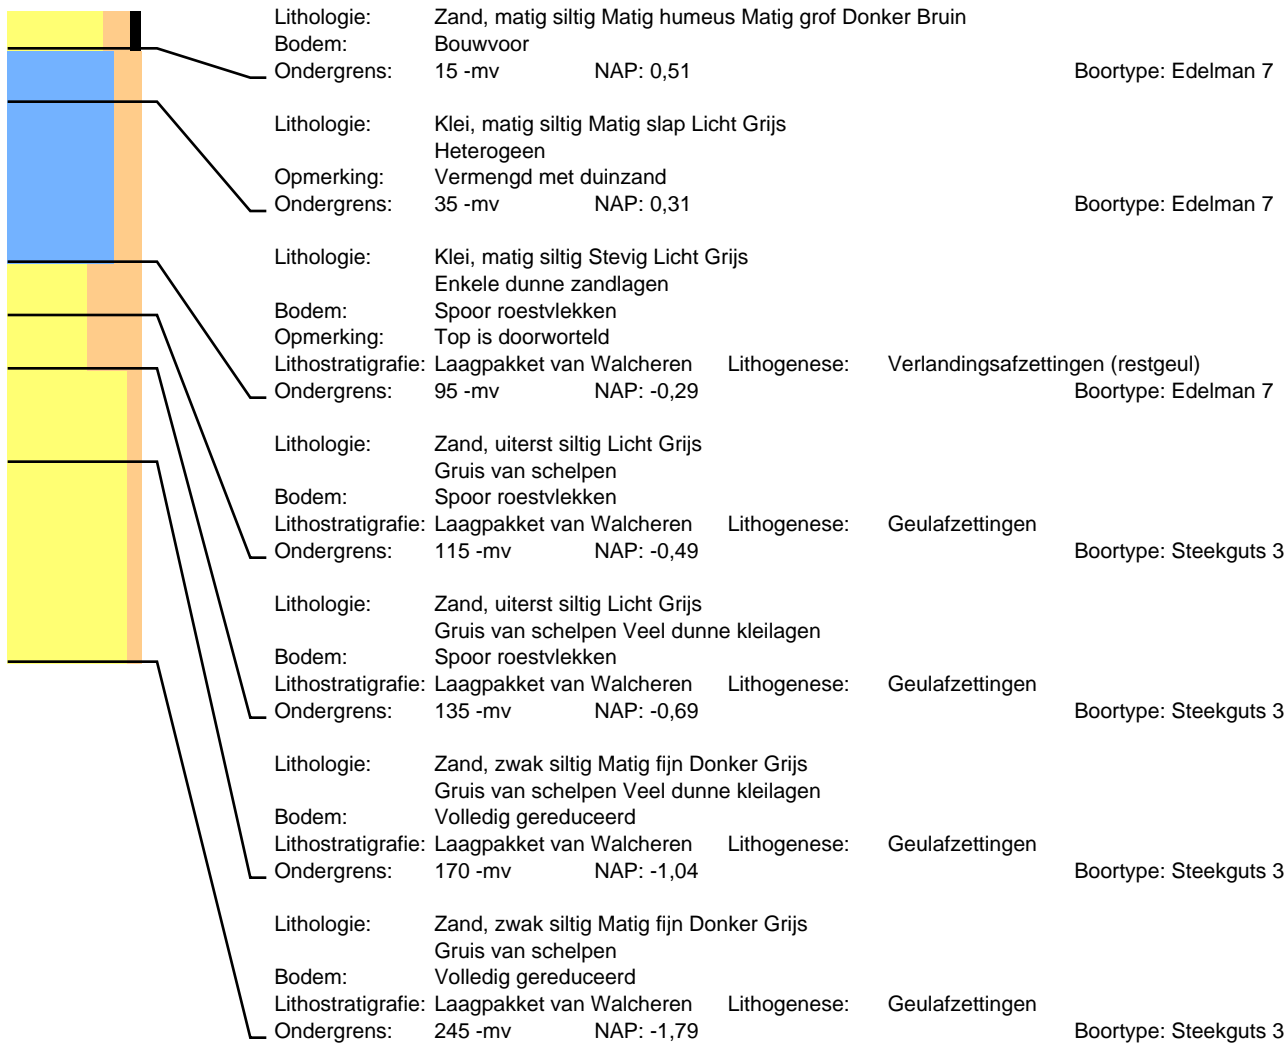 Lithologie: Zand, matig siltig Matig humeus Matig grof Donker Bruin
Bodem: Bouwvoor
Ondergrens: 15 -mv NAP: 0,51 Boortype: Edelman 7
Lithologie: Klei, matig siltig Matig slap Licht Grijs
Heterogeen
Opmerking: Vermengd met duinzand
Ondergrens: 35 -mv NAP: 0,31 Boortype: Edelman 7
Lithologie: Klei, matig siltig Stevig Licht Grijs
Enkele dunne zandlagen
Bodem: Spoor roestvlekken
Opmerking: Top is doorworteld
Lithostratigrafie: Laagpakket van Walcheren Lithogenese: Verlandingsafzettingen (restgeul)
Ondergrens: 95 -mv NAP: -0,29 Boortype: Edelman 7
Lithologie: Zand, uiterst siltig Licht Grijs
Gruis van schelpen
Bodem: Spoor roestvlekken
Lithostratigrafie: Laagpakket van Walcheren Lithogenese: Geulafzettingen
Ondergrens: 115 -mv NAP: -0,49 Boortype: Steekguts 3
Lithologie: Zand, uiterst siltig Licht Grijs
Gruis van schelpen Veel dunne kleilagen
Bodem: Spoor roestvlekken
Lithostratigrafie: Laagpakket van Walcheren Lithogenese: Geulafzettingen
Ondergrens: 135 -mv NAP: -0,69 Boortype: Steekguts 3
Lithologie: Zand, zwak siltig Matig fijn Donker Grijs
Gruis van schelpen Veel dunne kleilagen
Bodem: Volledig gereduceerd
Lithostratigrafie: Laagpakket van Walcheren Lithogenese: Geulafzettingen
Ondergrens: 170 -mv NAP: -1,04 Boortype: Steekguts 3
Lithologie: Zand, zwak siltig Matig fijn Donker Grijs
Gruis van schelpen
Bodem: Volledig gereduceerd
Lithostratigrafie: Laagpakket van Walcheren Lithogenese: Geulafzettingen
Ondergrens: 245 -mv NAP: -1,79 Boortype: Steekguts 3